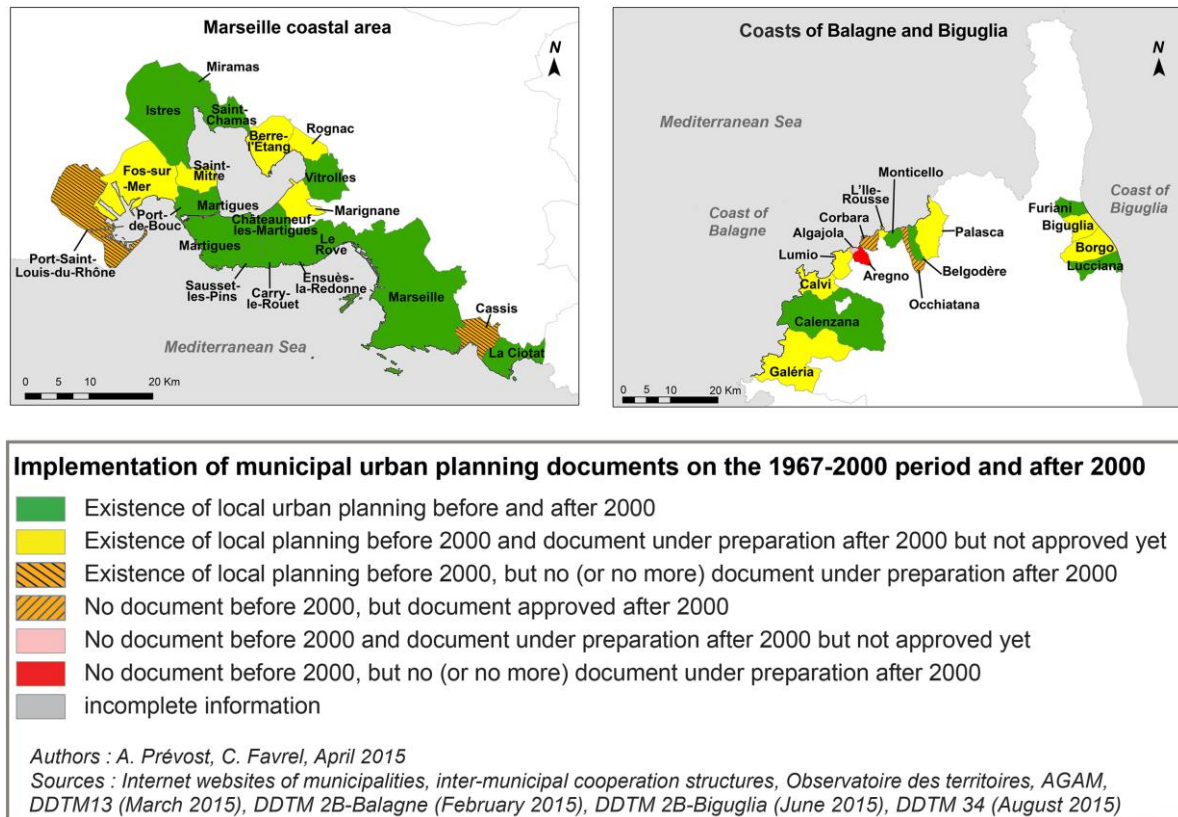 Marseille coastal area
N
Miramas
Istres
Saint-
Chamas
Berre-
l'Etang
Rognac
Fos-sur
-Mer
Saint-
Mitre
Vitrolles
Martigues
Marignane
Port-
de-Bouc
Châteauneuf-
les-Martigues
Martigues
Le
Rove
Port-Saint-
Louis-du-Rhône
Sausset-
les-Pins
Carry-
le-Rouet
Ensuès-
la-Redonne
Marseille
Cassis
La Ciotat
Mediterranean Sea
0 5 10 20 Km
Coasts of Balagne and Biguglia
N
Mediterranean Sea
Monticello
L'Ile-
Rousse
Corbara
Algajola
Coast of
Balagne
Coast of
Biguglia
Furiani
Biguglia
Borgo
Lucciana
Palasca
Lumio
Aregno
Belgodère
Occhiatana
Calvi
Calenzana
Galéria
0 5 10 20 Km
Implementation of municipal urban planning documents on the 1967-2000 period and after 2000
Existence of local urban planning before and after 2000
Existence of local planning before 2000 and document under preparation after 2000 but not approved yet
Existence of local planning before 2000, but no (or no more) document under preparation after 2000
No document before 2000, but document approved after 2000
No document before 2000 and document under preparation after 2000 but not approved yet
No document before 2000, but no (or no more) document under preparation after 2000
incomplete information
Authors : A. Prévost, C. Favrel, April 2015
Sources : Internet websites of municipalities, inter-municipal cooperation structures, Observatoire des territoires, AGAM,
DDTM13 (March 2015), DDTM 2B-Balagne (February 2015), DDTM 2B-Biguglia (June 2015), DDTM 34 (August 2015)